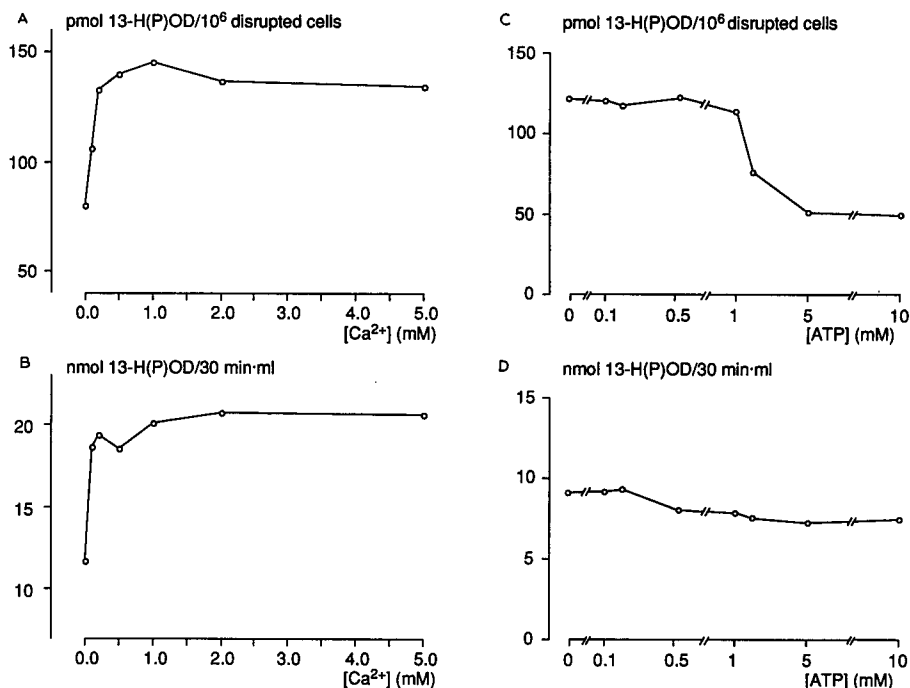 A pmol 13-H(P)OD/10⁶ disrupted cells
150
100
50
0.0 1.0 2.0 3.0 4.0 5.0
[Ca²⁺] (mM)
B nmol 13-H(P)OD/30 min·ml
20
15
10
0.0 1.0 2.0 3.0 4.0 5.0
[Ca²⁺] (mM)
C pmol 13-H(P)OD/10⁶ disrupted cells
150
100
50
0
0 0.1 0.5 1 5 10
[ATP] (mM)
D nmol 13-H(P)OD/30 min·ml
15
10
5
0
0 0.1 0.5 1 5 10
[ATP] (mM)